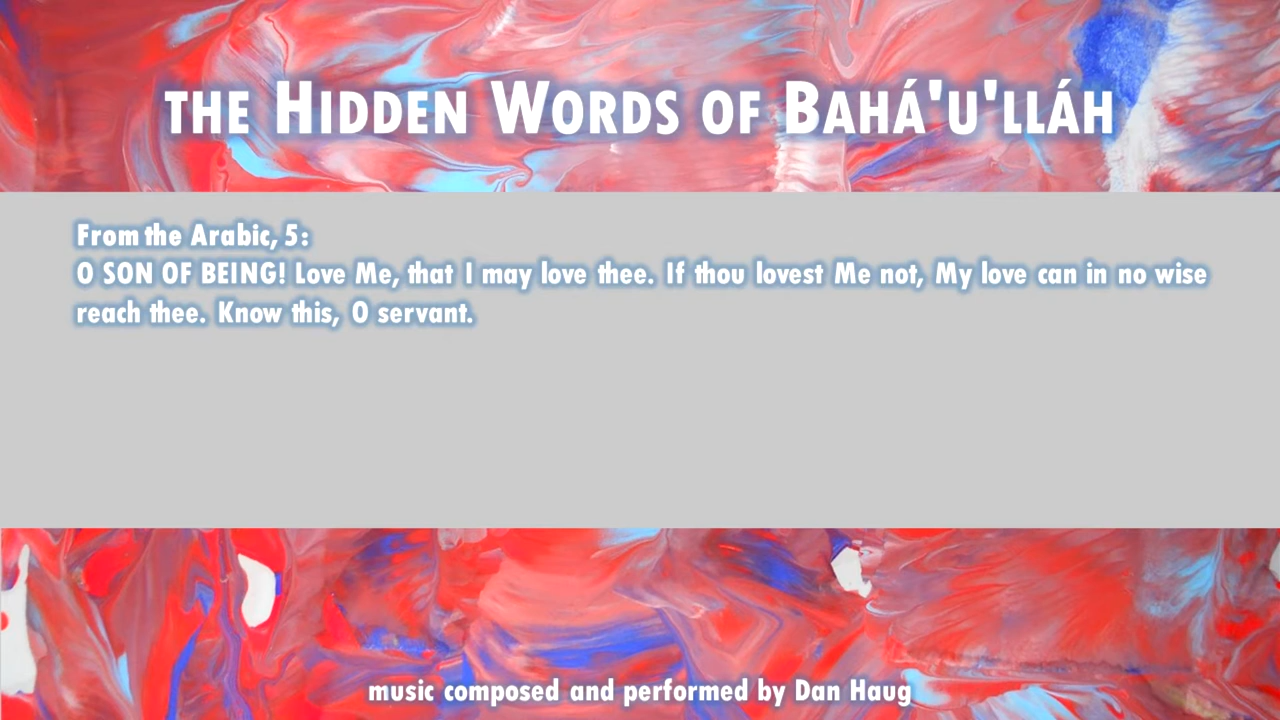 THE HIDDEN WORDS OF BAHÁ'U'LLÁH
From the Arabic, 5:
O SON OF BEING! Love Me, that I may love thee. If thou lovest Me not, My love can in no wise
reach thee. Know this, O servant.
music composed and performed by Dan Haug